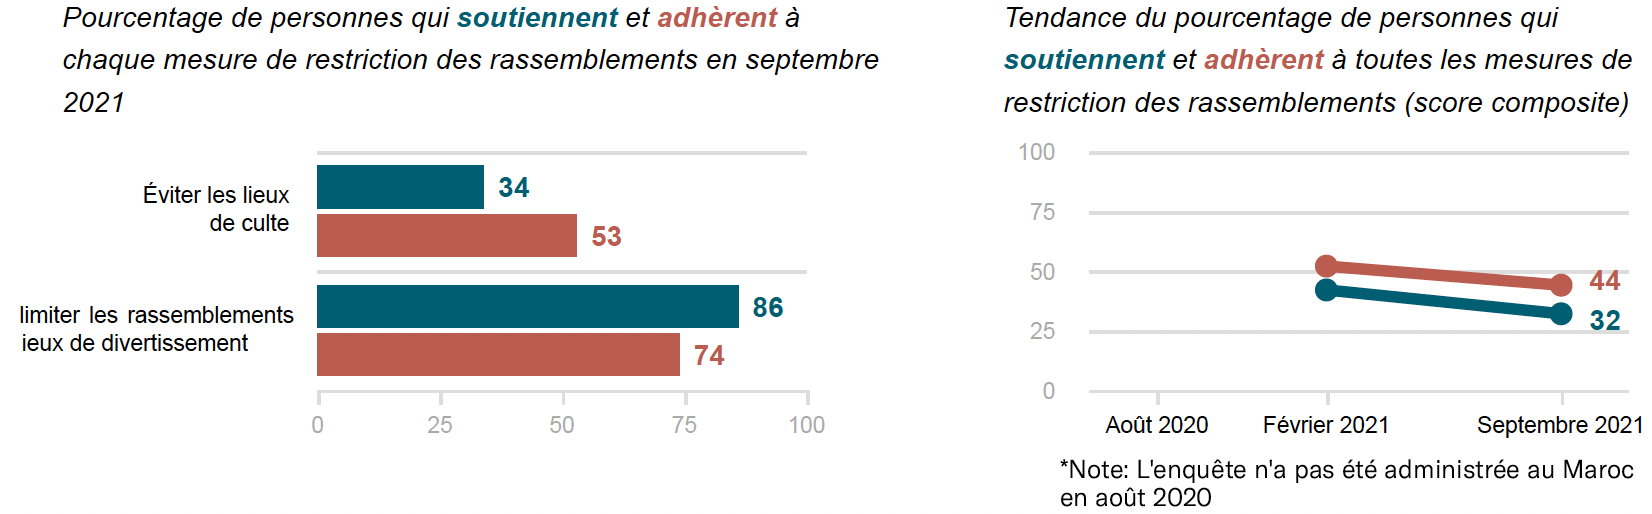 Pourcentage de personnes qui soutiennent et adhèrent à
chaque mesure de restriction des rassemblements en septembre
2021
Éviter les lieux
de culte
34
53
limiter les rassemblements
ieux de divertissement
86
74
0 25 50 75 100
Tendance du pourcentage de personnes qui
soutiennent et adhèrent à toutes les mesures de
restriction des rassemblements (score composite)
100
75
50
25
0
44
32
Août 2020 Février 2021 Septembre 2021
*Note: L'enquête n'a pas été administrée au Maroc
en août 2020